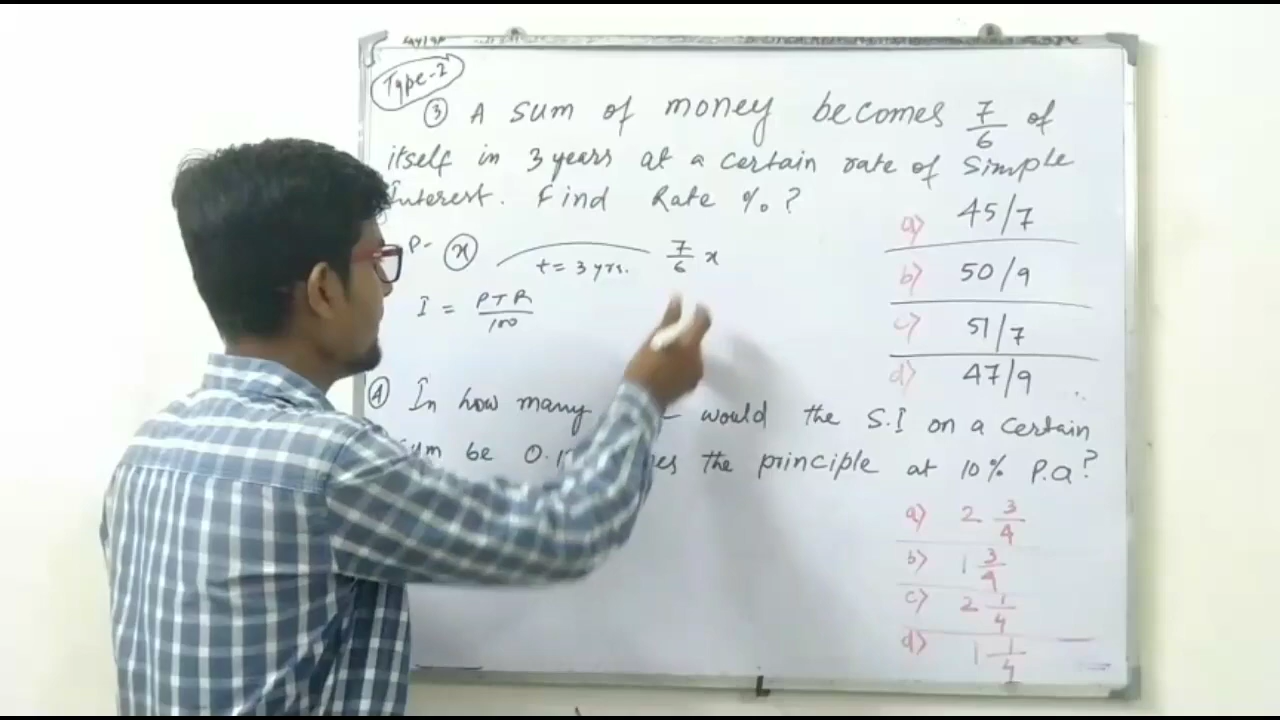 Type-2
③ A sum of money becomes 7/6 of
itself in 3 years at a certain rate of Simple
Interest. Find Rate %?
a) 45/7
b) 50/9
c) 51/7
d) 47/9
P- x t = 3 yrs. 7/6 x
I = PTR/100
④ In how many would the S.I on a certain
sum be the principle at 10% P.a?
a) 2 3/4
b) 1 3/4
c) 2 1/4
d) 1 1/4